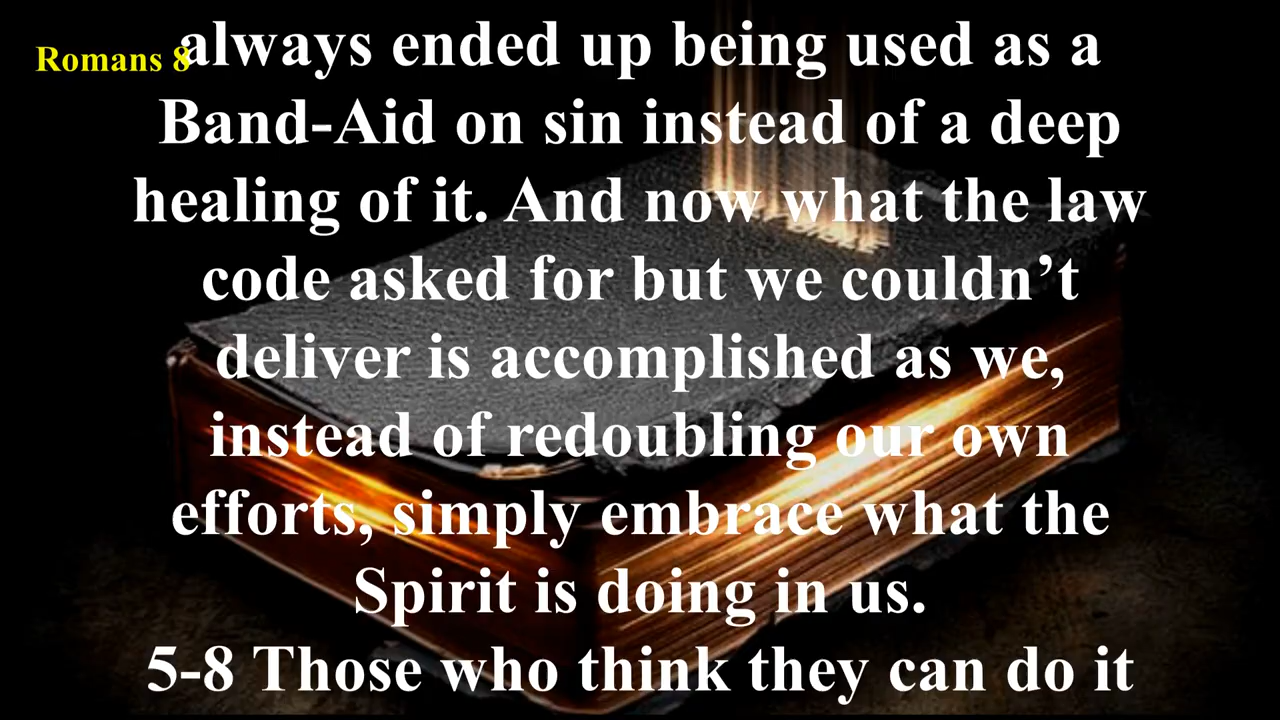 Romans 8
always ended up being used as a
Band-Aid on sin instead of a deep
healing of it. And now what the law
code asked for but we couldn’t
deliver is accomplished as we,
instead of redoubling our own
efforts, simply embrace what the
Spirit is doing in us.
5-8 Those who think they can do it